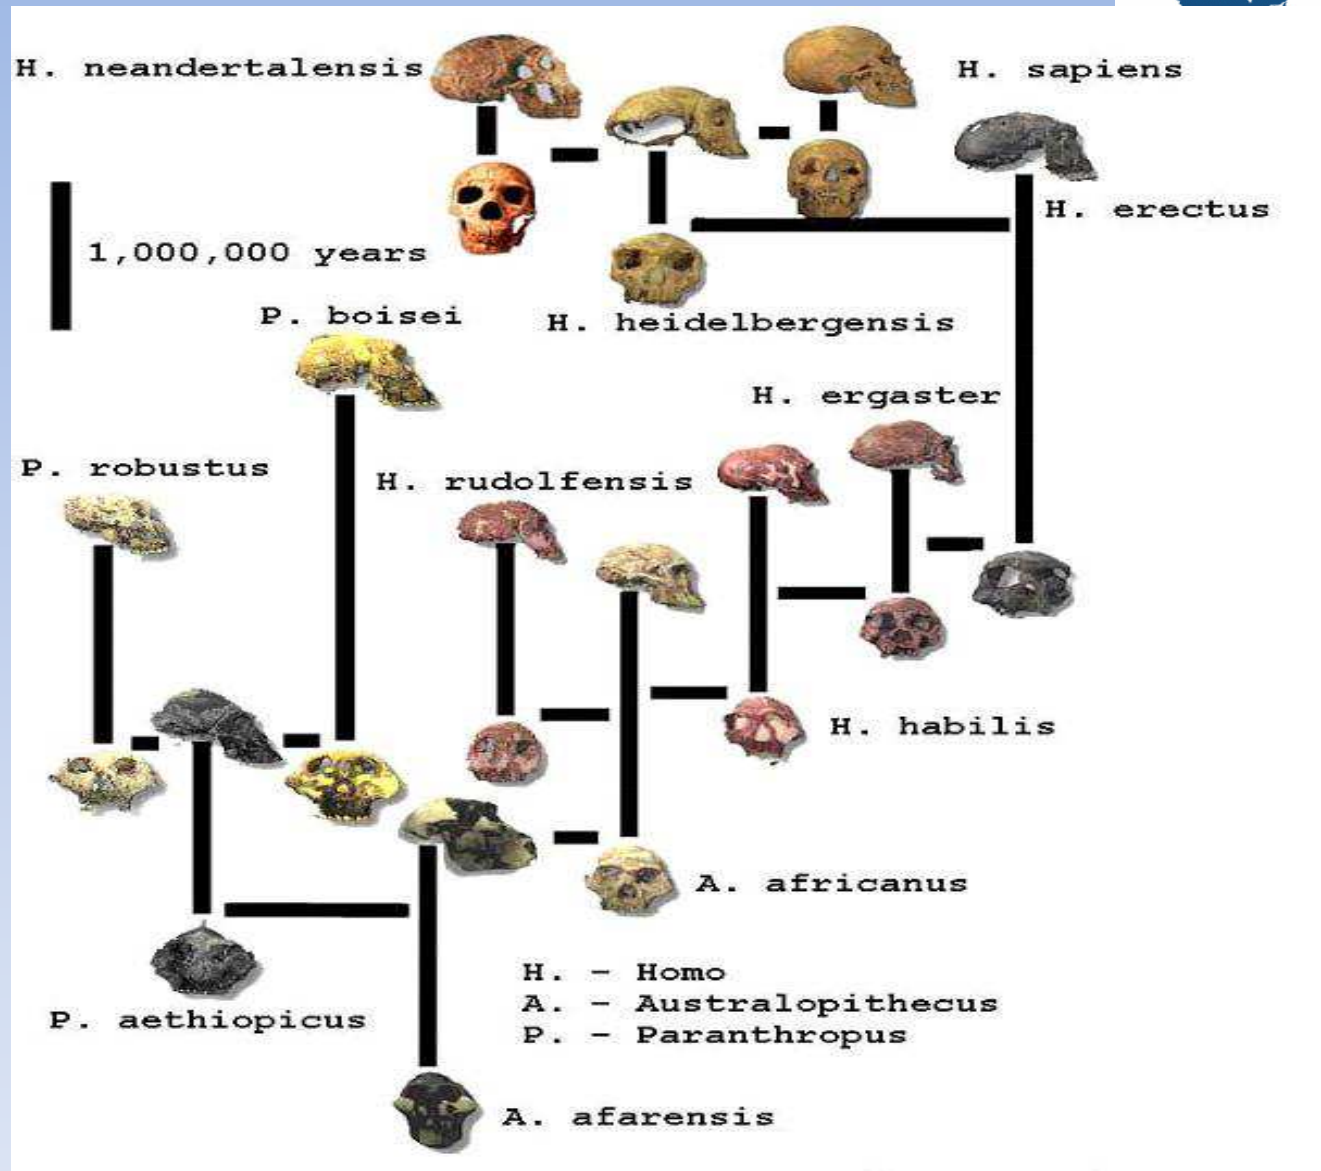 H. neandertalensis
H. sapiens
H. erectus
1,000,000 years
P. boisei
H. heidelbergensis
H. ergaster
P. robustus
H. rudolfensis
H. habilis
A. africanus
H. – Homo
A. – Australopithecus
P. – Paranthropus
P. aethiopicus
A. afarensis